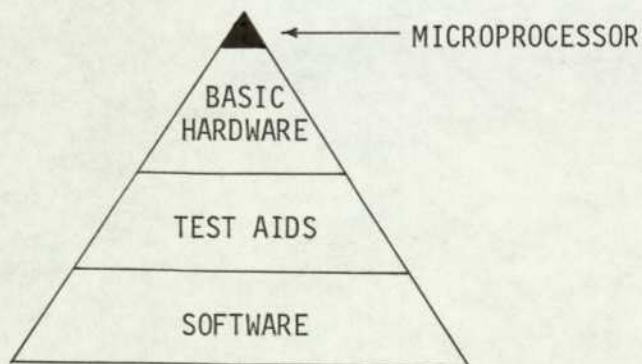 MICROPROCESSOR
BASIC
HARDWARE
TEST AIDS
SOFTWARE